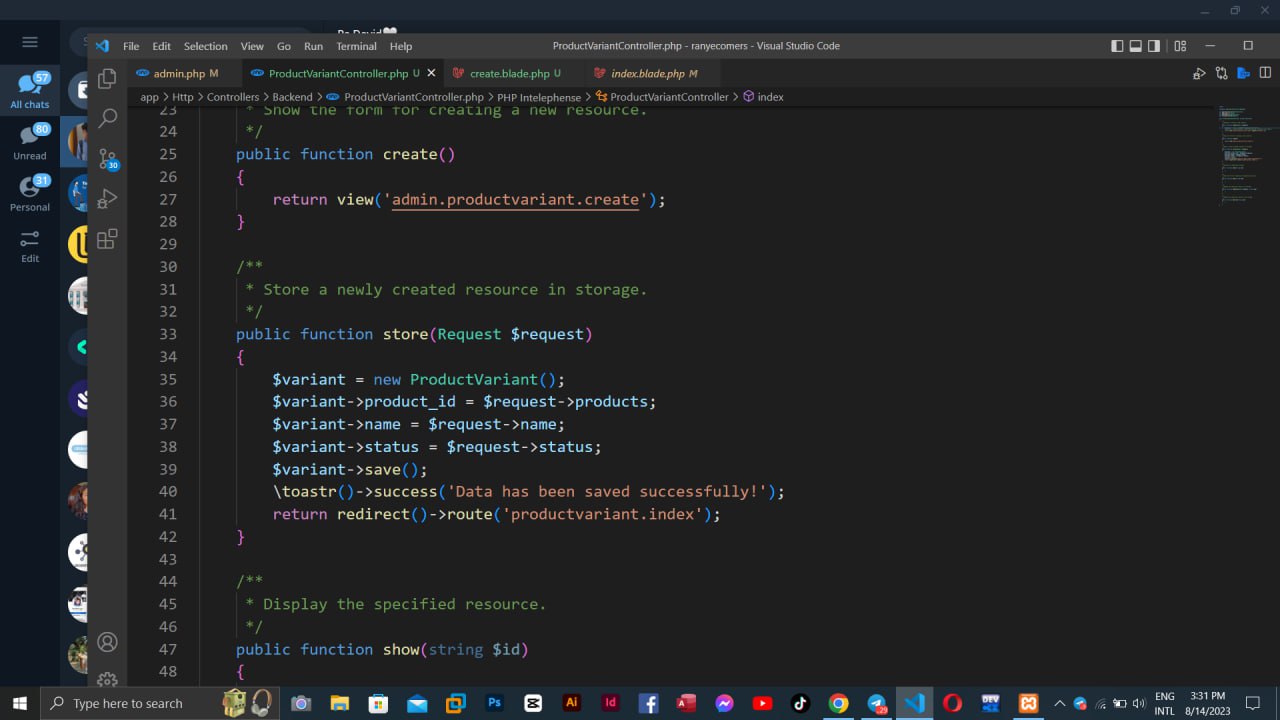 File Edit Selection View Go Run Terminal Help
ProductVariantController.php - ranyecomers - Visual Studio Code
admin.php M
ProductVariantController.php U
create.blade.php U
index.blade.php M
app > Http > Controllers > Backend > ProductVariantController.php > PHP Intelephense > ProductVariantController > index
57
All chats
80
Unread
31
Personal
Edit
30
23 * Show the form for creating a new resource.
24 */
25 public function create()
26 {
27 return view('admin.productvariant.create');
28 }
29
30 /**
31 * Store a newly created resource in storage.
32 */
33 public function store(Request $request)
34 {
35 $variant = new ProductVariant();
36 $variant->product_id = $request->products;
37 $variant->name = $request->name;
38 $variant->status = $request->status;
39 $variant->save();
40 \toastr()->success('Data has been saved successfully!');
41 return redirect()->route('productvariant.index');
42 }
43
44 /**
45 * Display the specified resource.
46 */
47 public function show(string $id)
48 {
Type here to search
Ps
Ai
Id
29
DEV
ENG
INTL
3:31 PM
8/14/2023